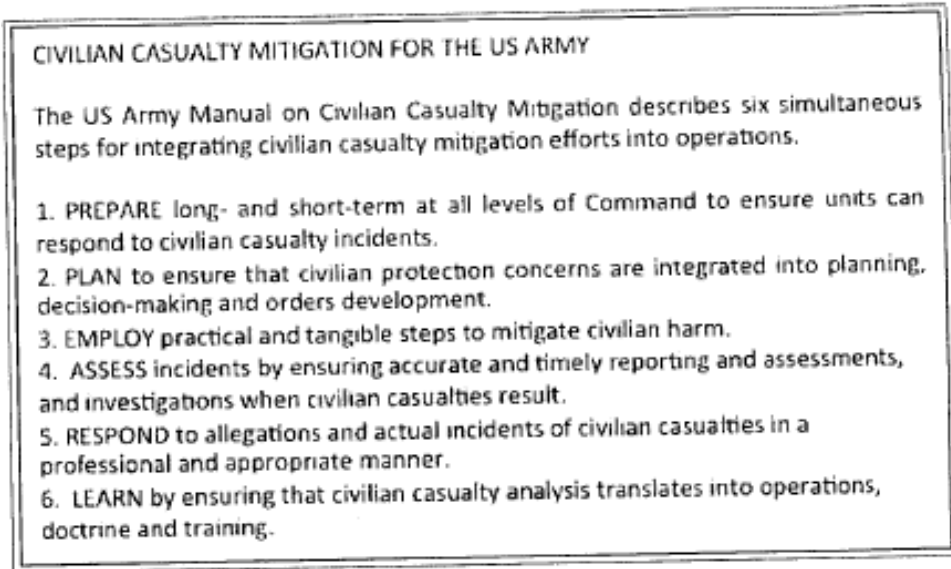 CIVILIAN CASUALTY MITIGATION FOR THE US ARMY
The US Army Manual on Civilian Casualty Mitigation describes six simultaneous
steps for integrating civilian casualty mitigation efforts into operations.
1. PREPARE long- and short-term at all levels of Command to ensure units can
respond to civilian casualty incidents.
2. PLAN to ensure that civilian protection concerns are integrated into planning,
decision-making and orders development.
3. EMPLOY practical and tangible steps to mitigate civilian harm.
4. ASSESS incidents by ensuring accurate and timely reporting and assessments,
and investigations when civilian casualties result.
5. RESPOND to allegations and actual incidents of civilian casualties in a
professional and appropriate manner.
6. LEARN by ensuring that civilian casualty analysis translates into operations,
doctrine and training.